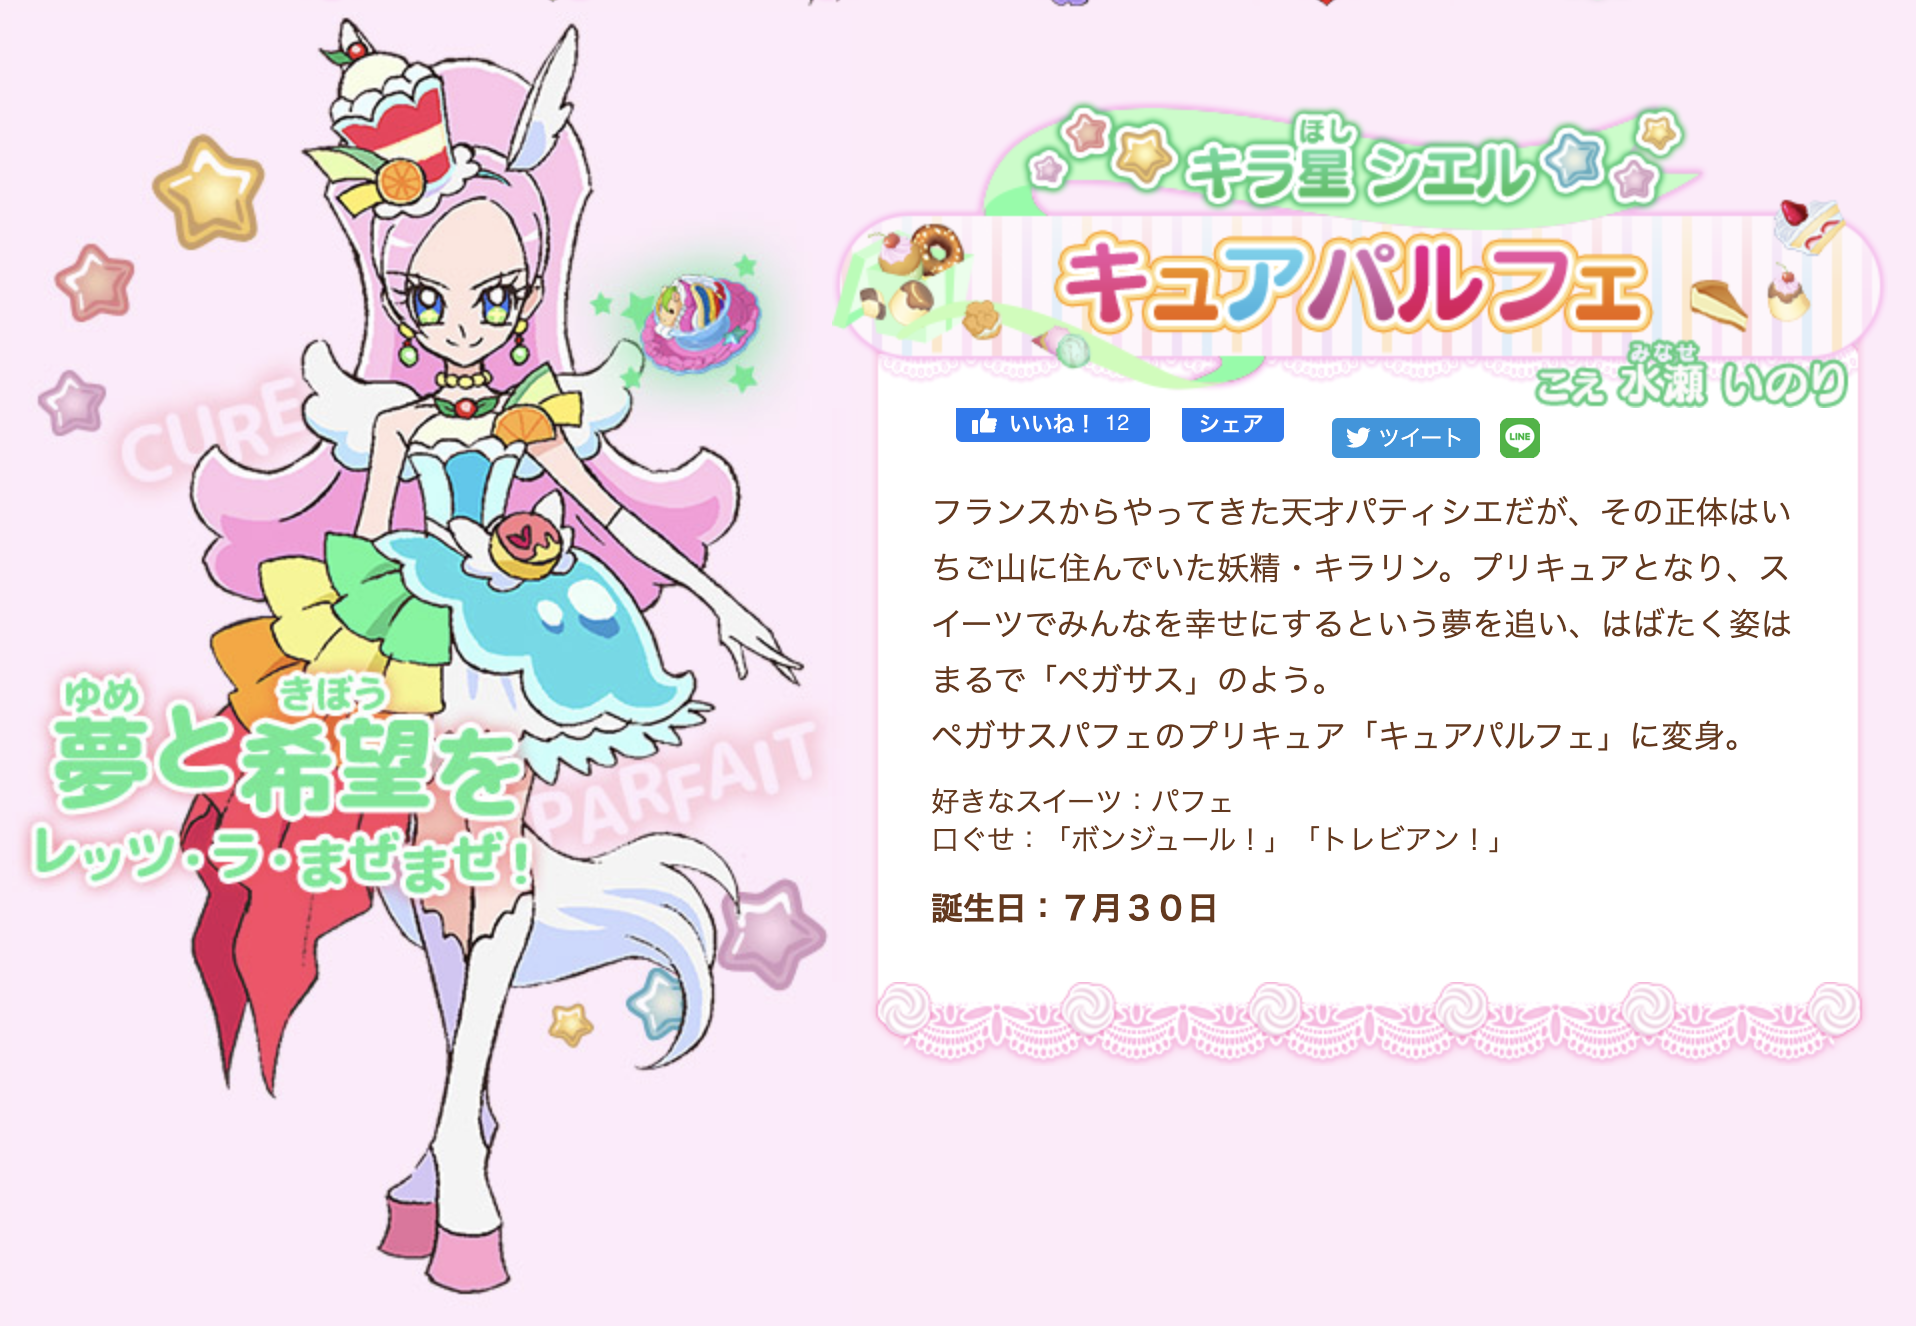 ほし
キラ星 シエル
キュアパルフェ
みなせ
こえ 水瀬 いのり
CURE
PARFAIT
ゆめ きぼう
夢と希望を
レッツ・ラ・まぜまぜ!
いいね! 12
シェア
ツイート
LINE
フランスからやってきた天才パティシエだが、その正体はい
ちご山に住んでいた妖精・キラリン。プリキュアとなり、ス
イーツでみんなを幸せにするという夢を追い、はばたく姿は
まるで「ペガサス」のよう。
ペガサスパフェのプリキュア「キュアパルフェ」に変身。
好きなスイーツ：パフェ
口ぐせ：「ボンジュール！」「トレビアン！」
誕生日：７月３０日